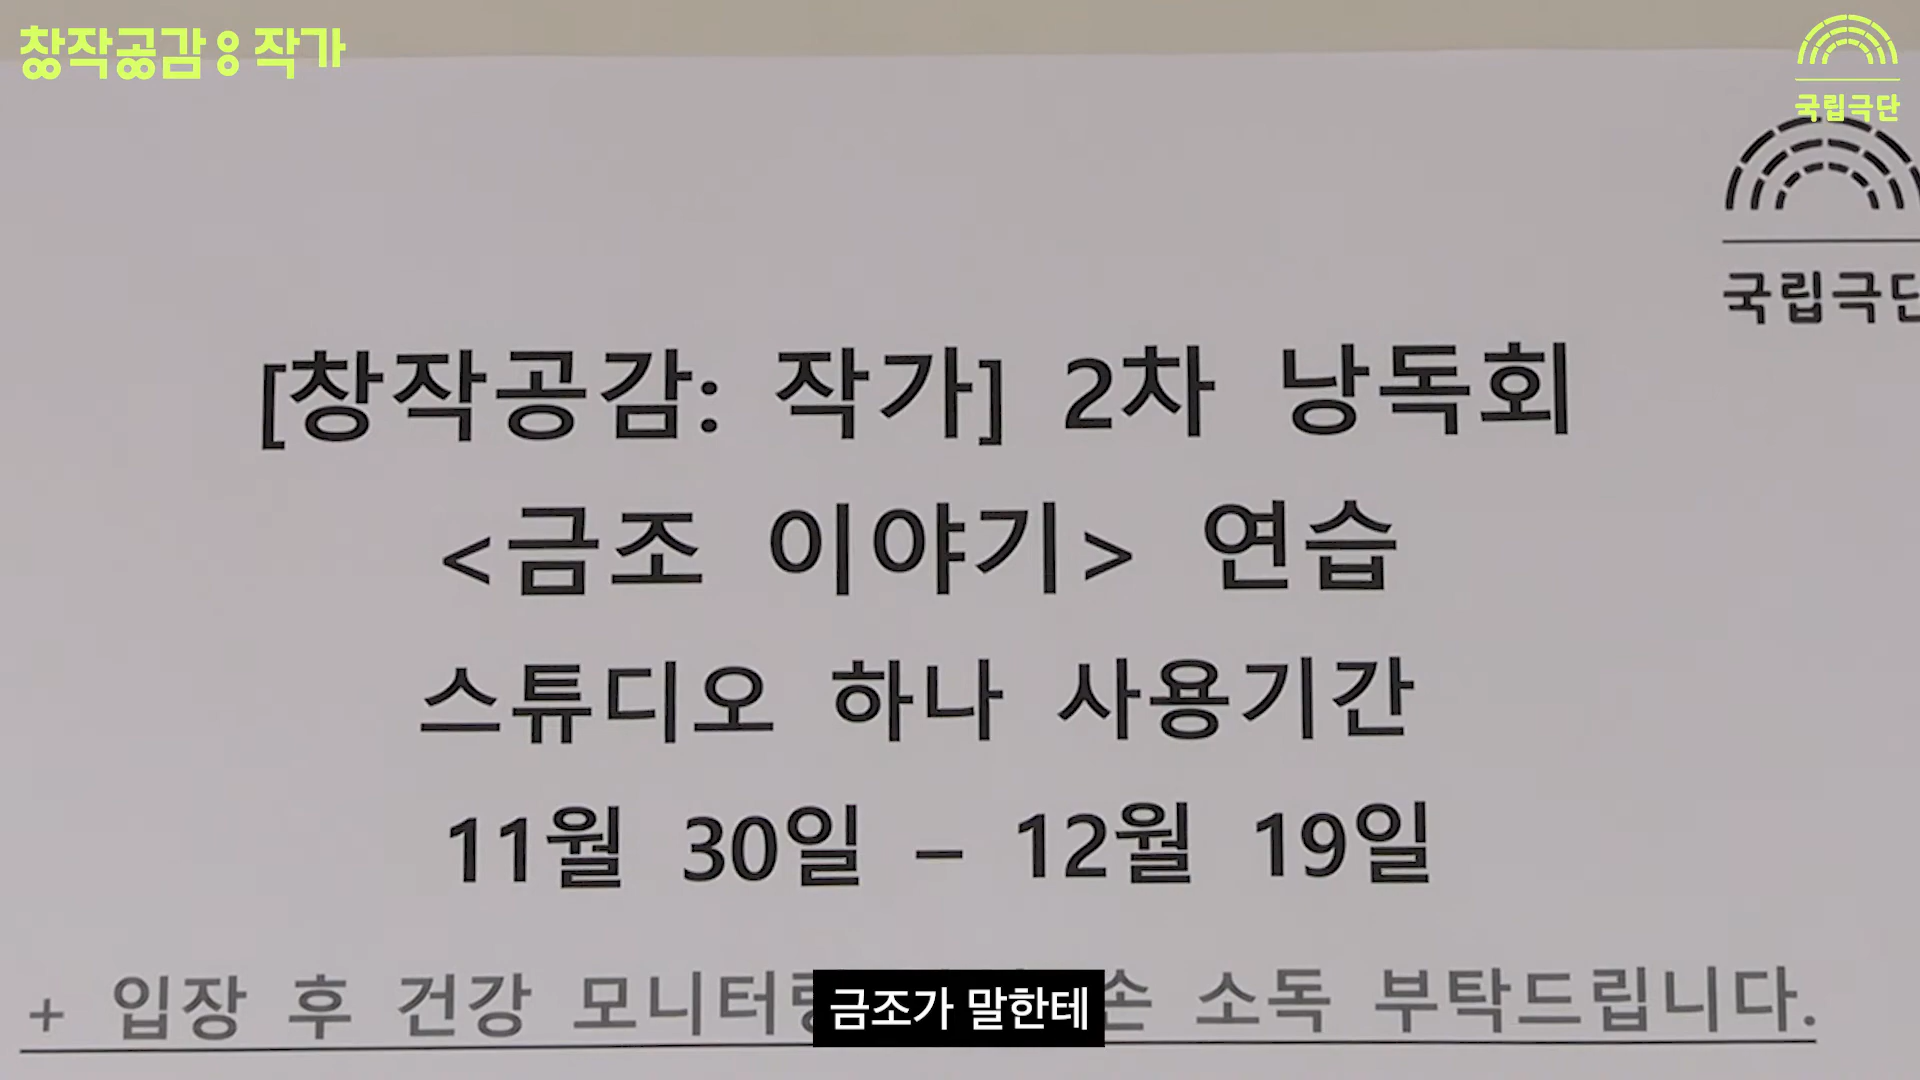 창작공감: 작가
국립극단
국립극단
[창작공감: 작가] 2차 낭독회
<금조 이야기> 연습
스튜디오 하나 사용기간
11월 30일 – 12월 19일
+ 입장 후 건강 모니터링 손 소독 부탁드립니다.
금조가 말한테